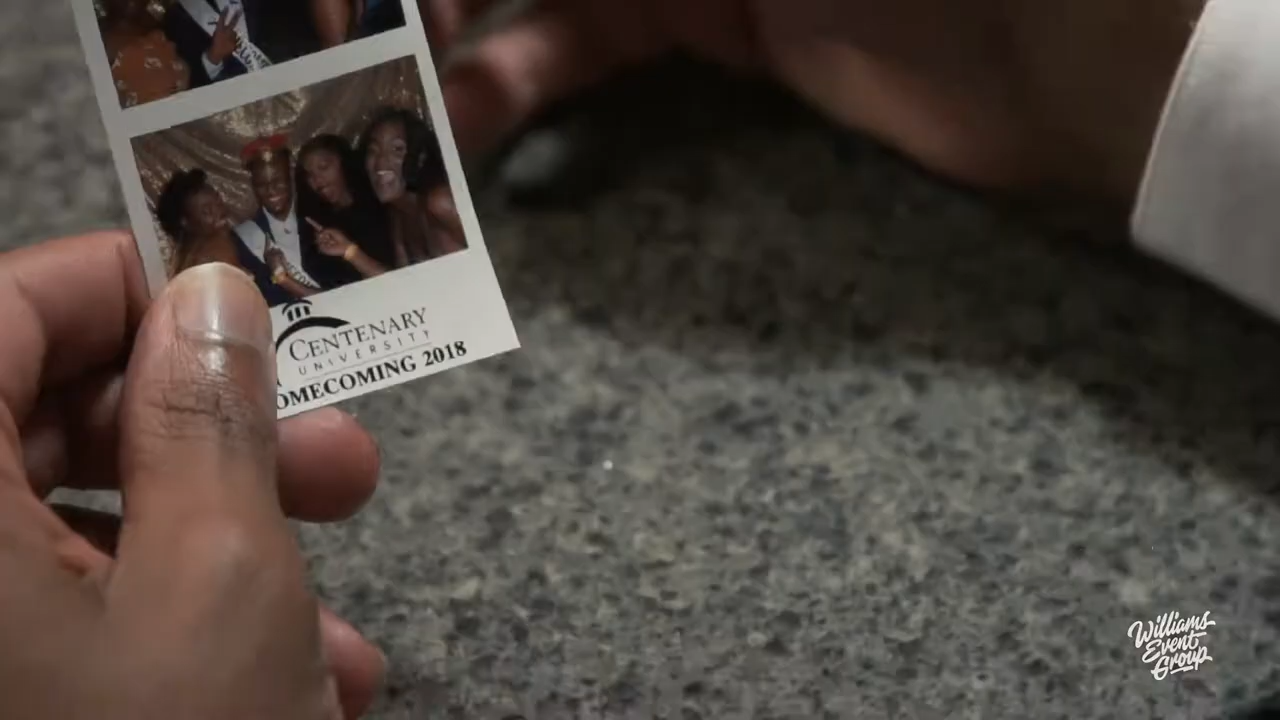 CENTENARY
UNIVERSITY
OMECOMING 2018
Williams
Event
Group